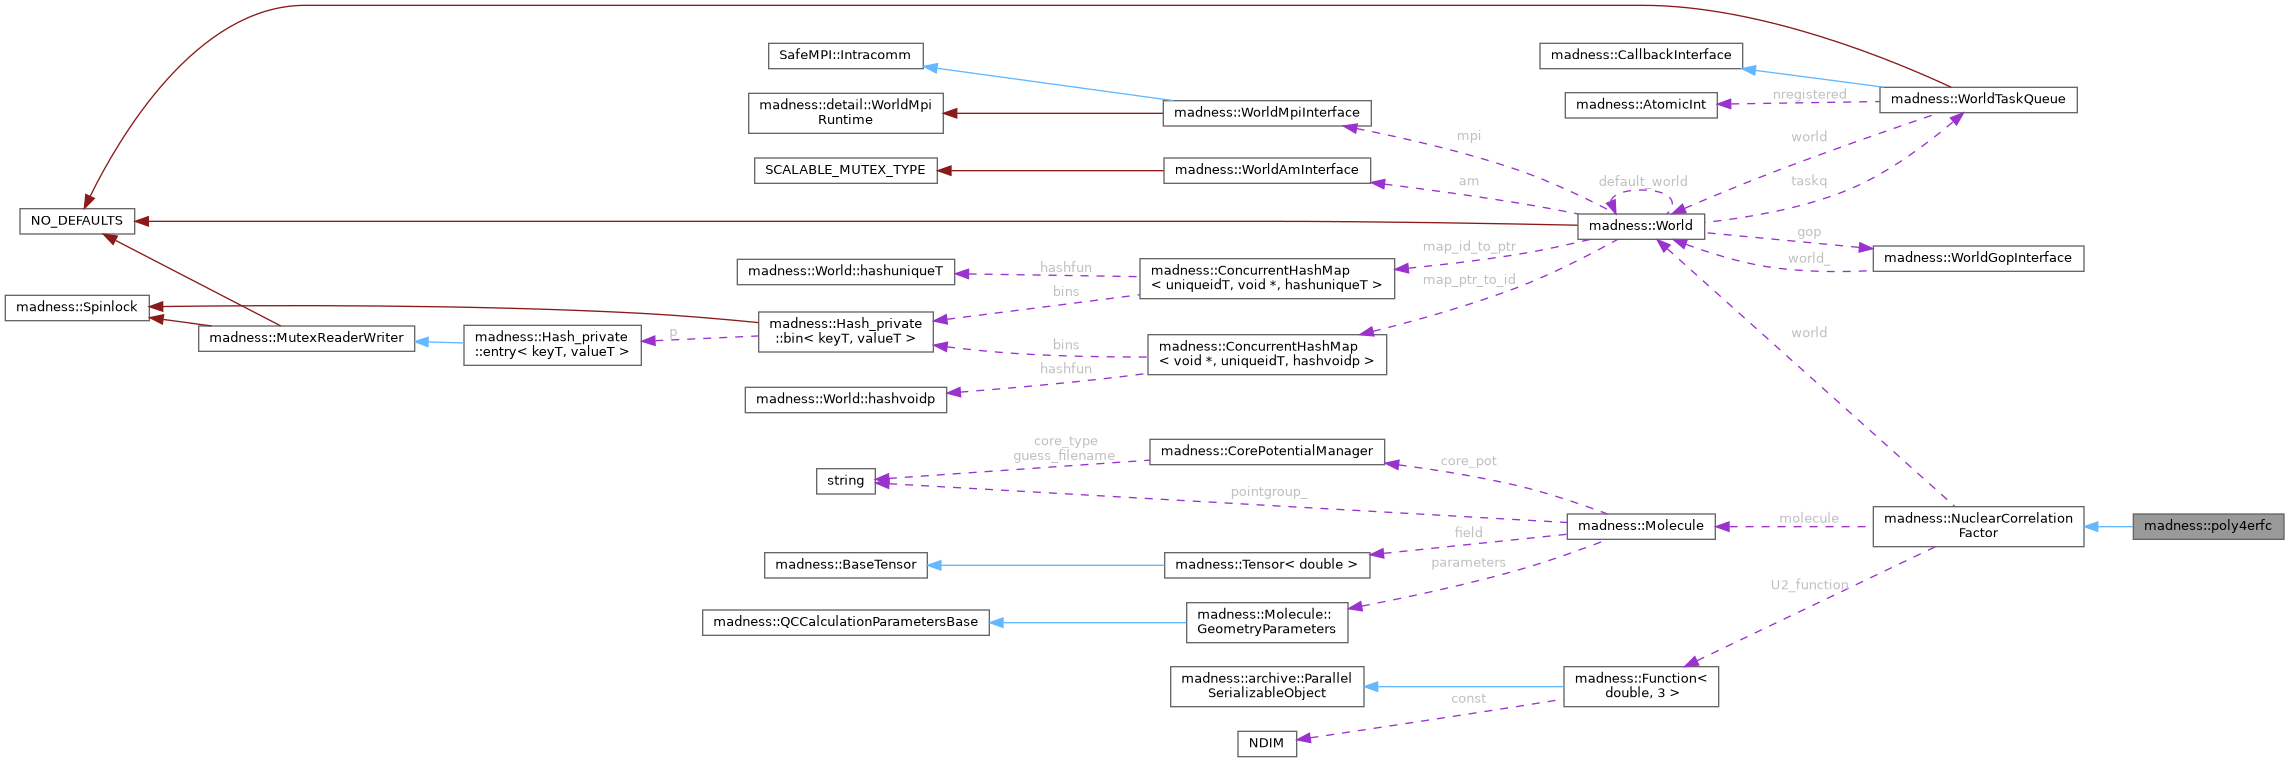 SafeMPI::Intracomm
madness::CallbackInterface
madness::detail::WorldMpi
Runtime
madness::WorldMpiInterface
madness::AtomicInt
nregistered
madness::WorldTaskQueue
mpi
world
SCALABLE_MUTEX_TYPE
madness::WorldAmInterface
am
default_world
taskq
NO_DEFAULTS
madness::World
gop
world_
madness::WorldGopInterface
map_id_to_ptr
map_ptr_to_id
madness::World::hashuniqueT
hashfun
bins
madness::ConcurrentHashMap
< uniqueidT, void *, hashuniqueT >
madness::Spinlock
madness::MutexReaderWriter
madness::Hash_private
::entry< keyT, valueT >
p
madness::Hash_private
::bin< keyT, valueT >
bins
hashfun
madness::ConcurrentHashMap
< void *, uniqueidT, hashvoidp >
world
madness::World::hashvoidp
core_type
guess_filename
madness::CorePotentialManager
core_pot
string
pointgroup_
madness::Molecule
molecule
madness::NuclearCorrelation
Factor
madness::poly4erfc
field
parameters
madness::BaseTensor
madness::Tensor< double >
U2_function
madness::QCCalculationParametersBase
madness::Molecule::
GeometryParameters
madness::archive::Parallel
SerializableObject
madness::Function<
double, 3 >
const
NDIM